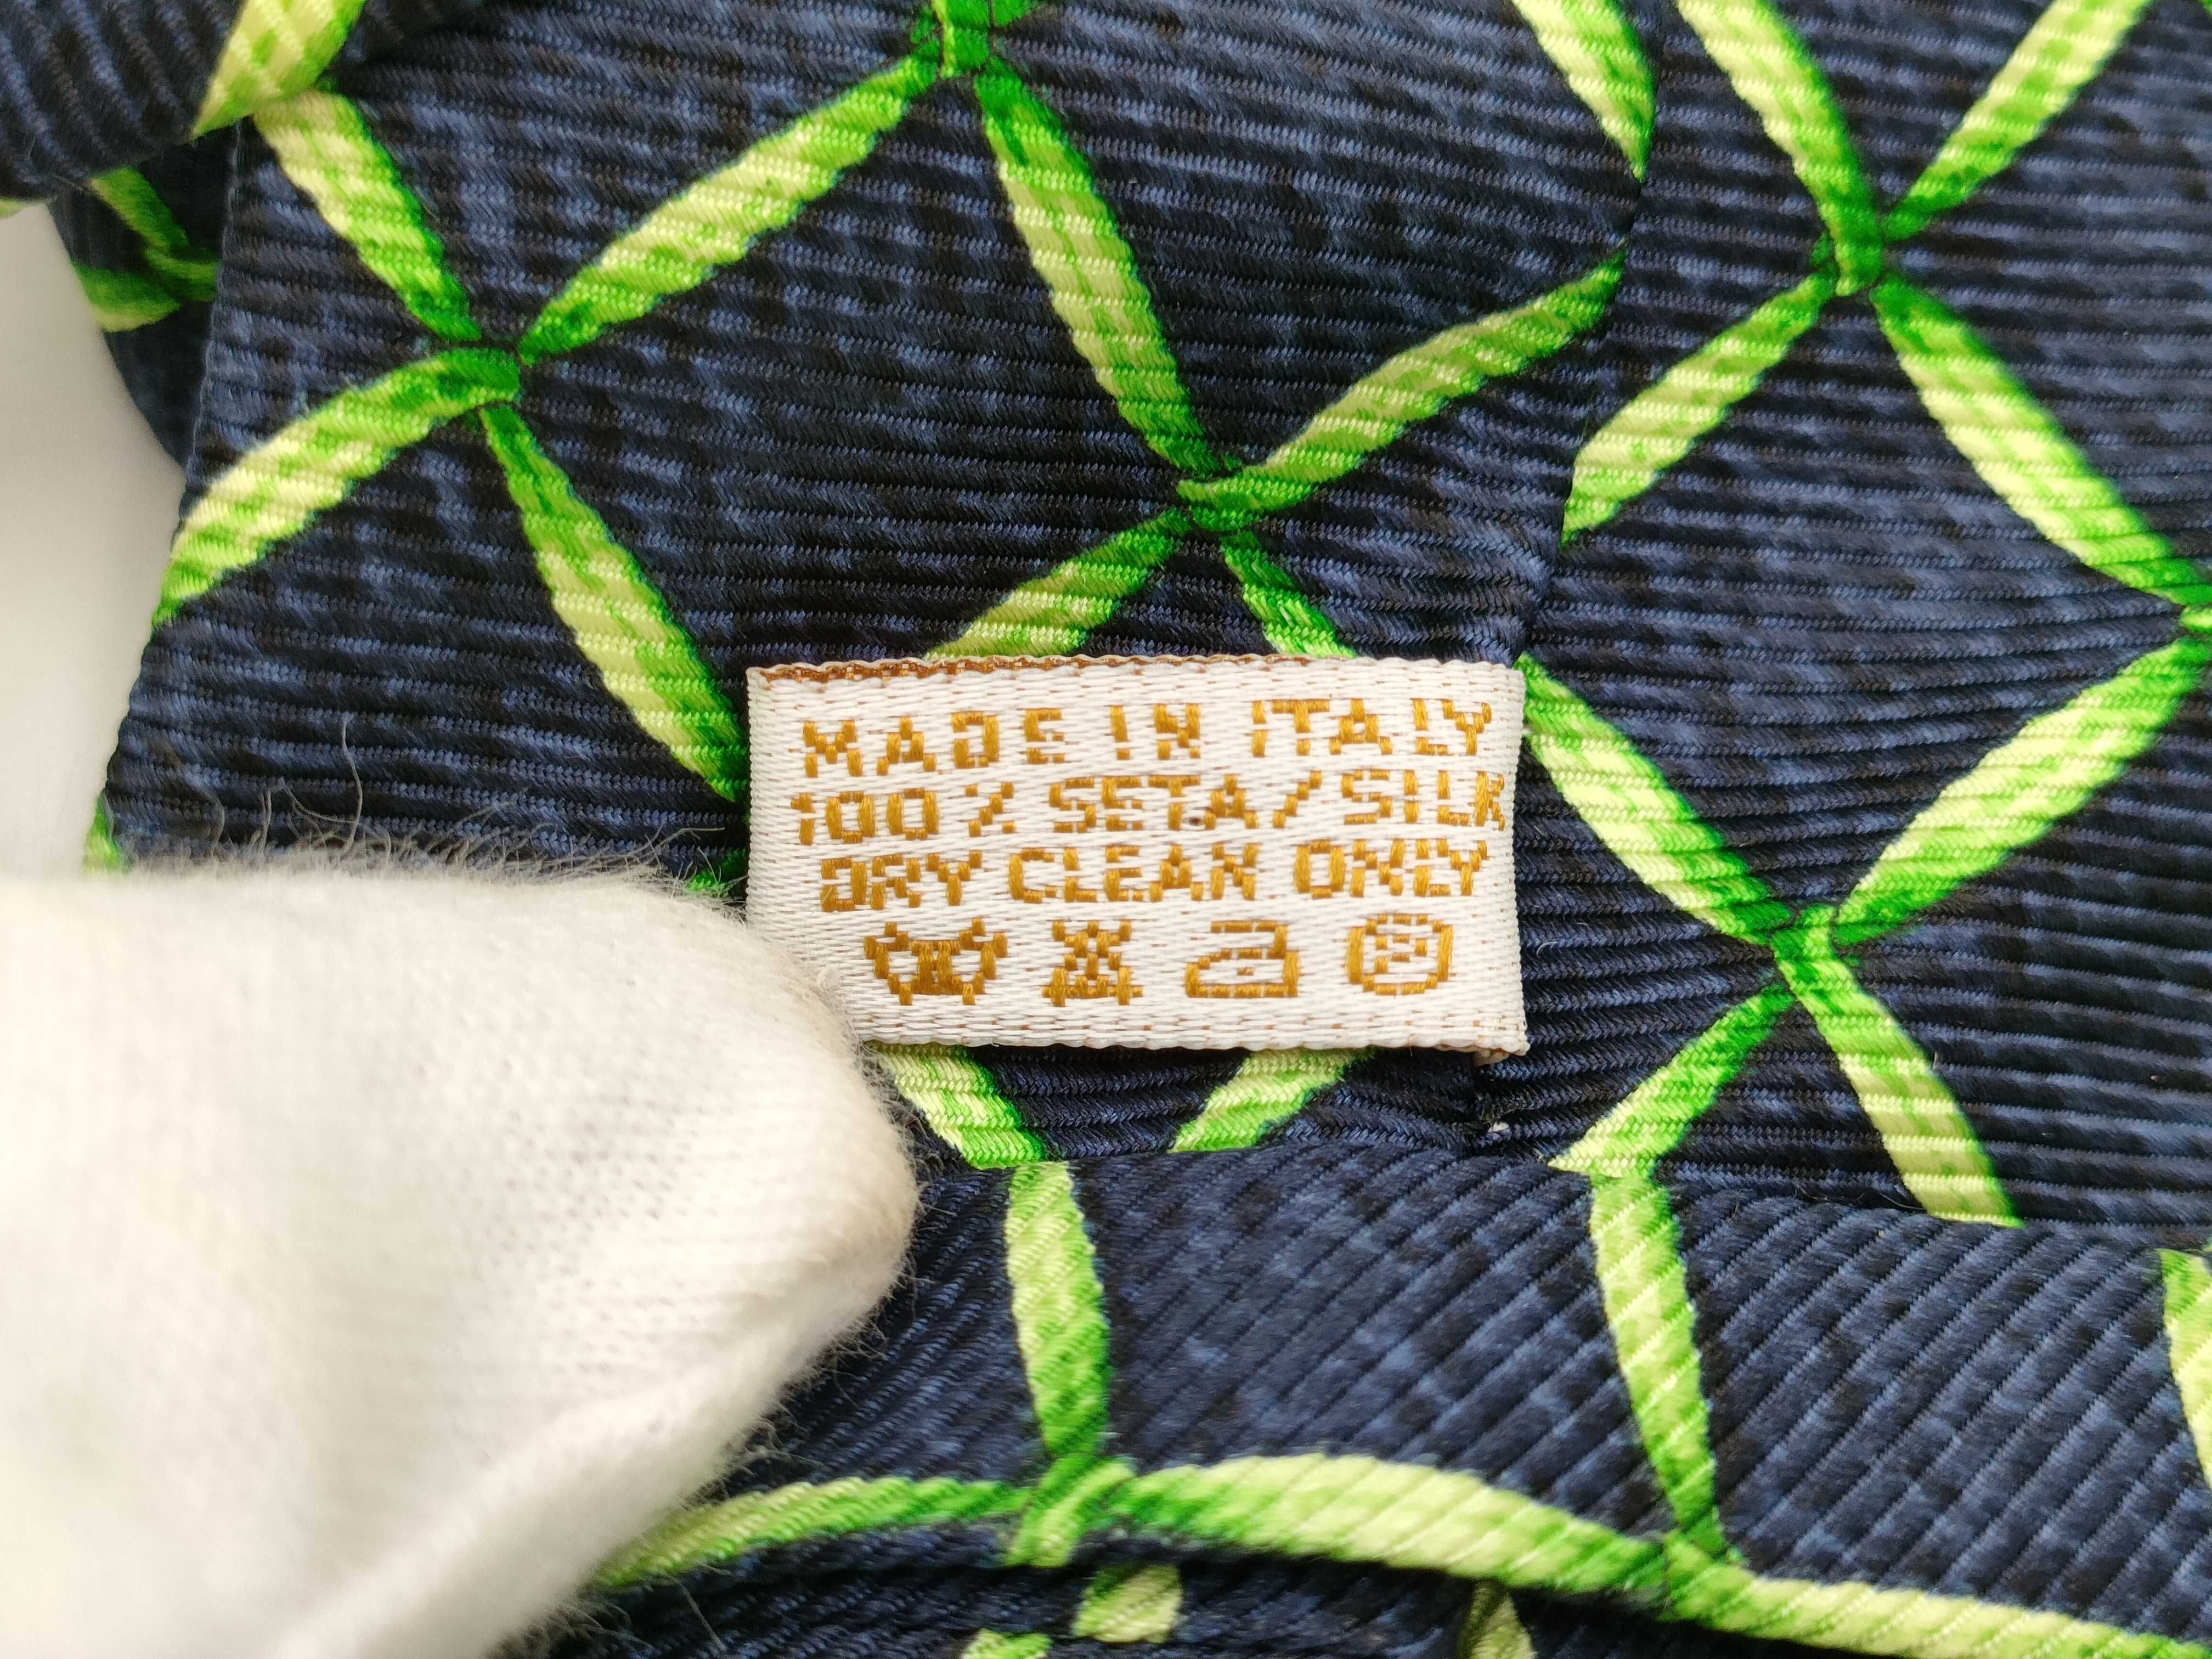 MADE IN ITALY
100% SETA/SILK
DRY CLEAN ONLY